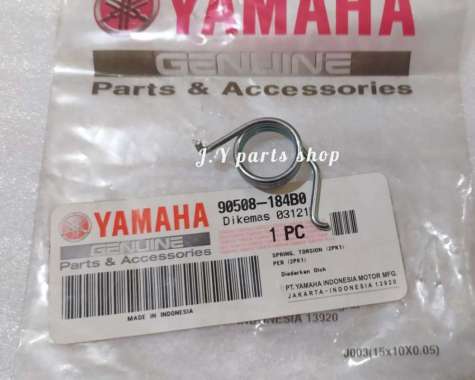 YAMAHA
GENUINE
Parts & Accessories
J.Y parts shop
YAMAHA
GENUINE
Parts & Accessories
90508-184B0
Dikemas 03121
1 PC
SPRING, TORSION (2PK1)
PER (2PK1)
Diedarkan Oleh
PT. YAMAHA INDONESIA MOTOR MFG.
JAKARTA-INDONESIA 13920
MADE IN INDONESIA
NESIA 13920
J003(15x10x0.05)